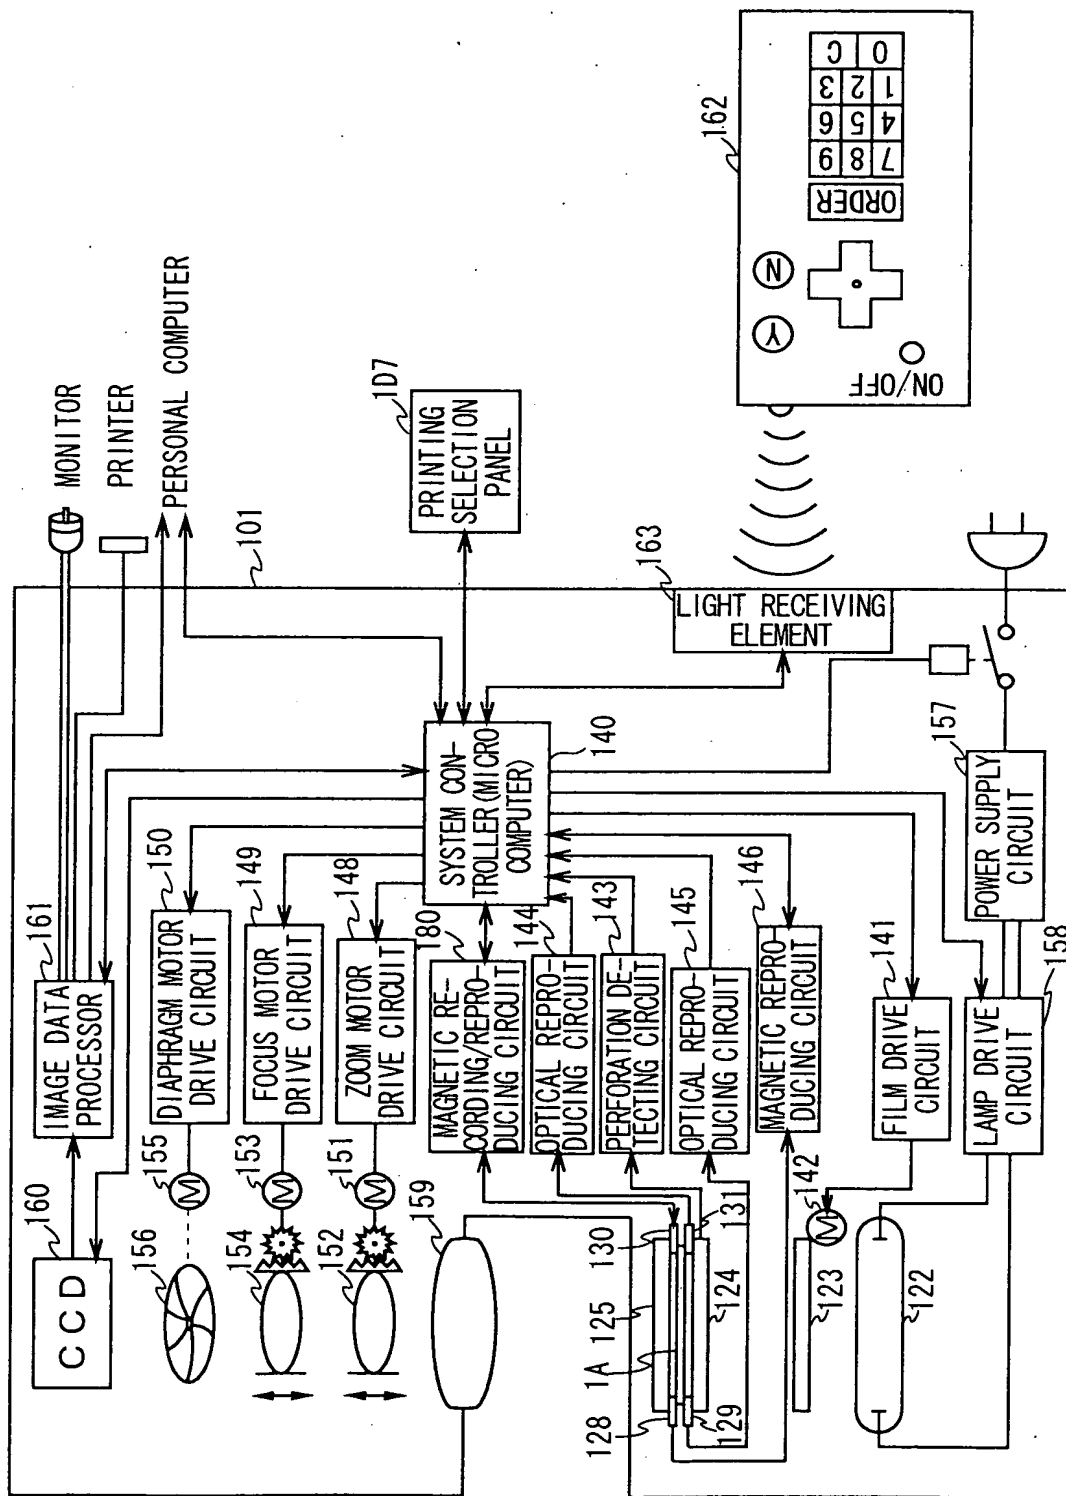 MONITOR
PRINTER
PERSONAL COMPUTER
101
PRINTING
SELECTION
PANEL
1D7
162
0
C
1
2
3
4
5
6
7
8
9
ORDER
N
Y
ON/OFF
163
LIGHT RECEIVING
ELEMENT
160
CCD
161
IMAGE DATA
PROCESSOR
150
DIAPHRAGM MOTOR
DRIVE CIRCUIT
155
M
156
149
FOCUS MOTOR
DRIVE CIRCUIT
153
M
154
148
ZOOM MOTOR
DRIVE CIRCUIT
151
M
152
SYSTEM CON-
TROLLER(MICRO
COMPUTER)
140
180
MAGNETIC RE-
CORDING/REPRO-
DUCING CIRCUIT
144
OPTICAL REPRO-
DUCING CIRCUIT
143
PERFORATION DE-
TECTING CIRCUIT
145
OPTICAL REPRO-
DUCING CIRCUIT
146
MAGNETIC REPRO-
DUCING CIRCUIT
159
128
1A
125
130
129
124
131
141
FILM DRIVE
CIRCUIT
142
M
123
122
157
POWER SUPPLY
CIRCUIT
158
LAMP DRIVE
CIRCUIT